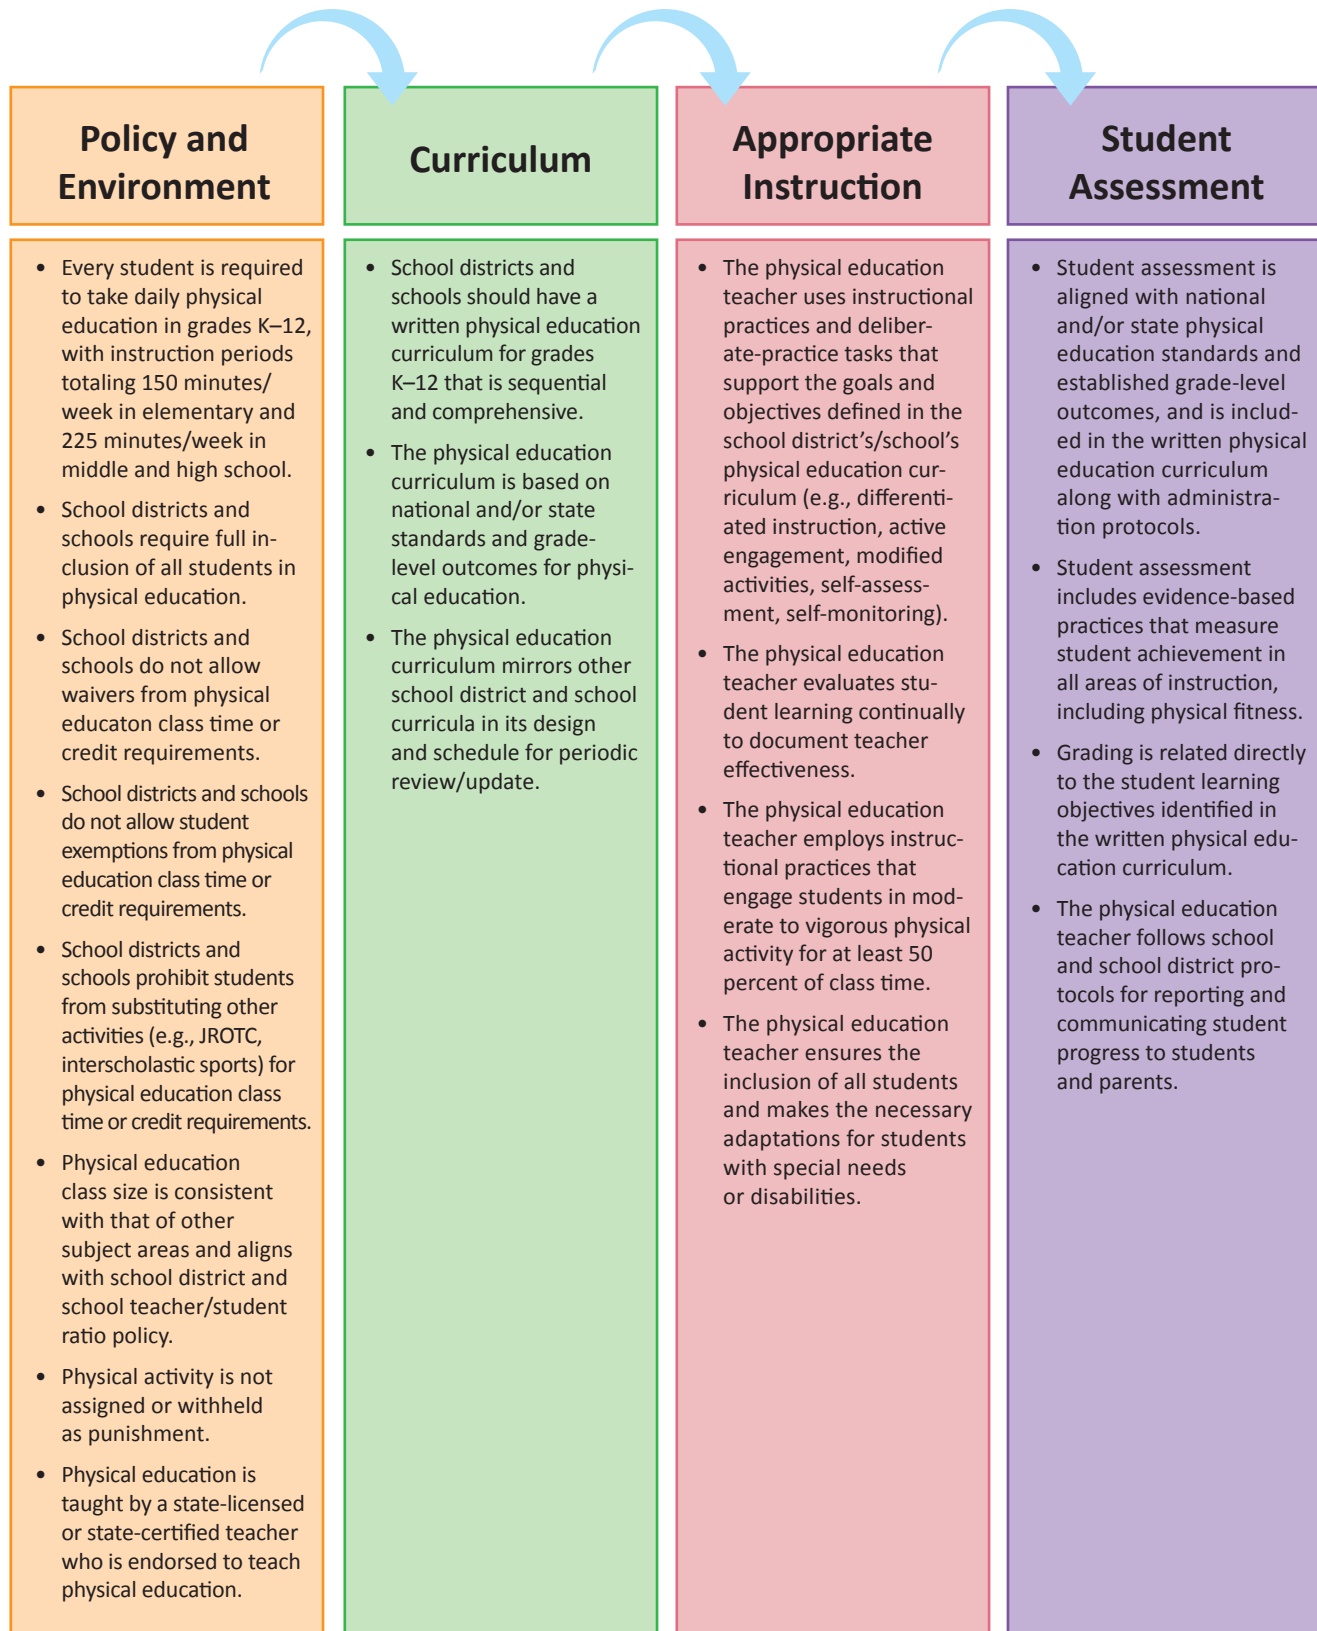 Policy and
Environment
• Every student is required
to take daily physical
education in grades K–12,
with instruction periods
totaling 150 minutes/
week in elementary and
225 minutes/week in
middle and high school.
• School districts and
schools require full in-
clusion of all students in
physical education.
• School districts and
schools do not allow
waivers from physical
educaton class time or
credit requirements.
• School districts and schools
do not allow student
exemptions from physical
education class time or
credit requirements.
• School districts and
schools prohibit students
from substituting other
activities (e.g., JROTC,
interscholastic sports) for
physical education class
time or credit requirements.
• Physical education
class size is consistent
with that of other
subject areas and aligns
with school district and
school teacher/student
ratio policy.
• Physical activity is not
assigned or withheld
as punishment.
• Physical education is
taught by a state-licensed
or state-certified teacher
who is endorsed to teach
physical education.
Curriculum
• School districts and
schools should have a
written physical education
curriculum for grades
K–12 that is sequential
and comprehensive.
• The physical education
curriculum is based on
national and/or state
standards and grade-
level outcomes for physi-
cal education.
• The physical education
curriculum mirrors other
school district and school
curricula in its design
and schedule for periodic
review/update.
Appropriate
Instruction
• The physical education
teacher uses instructional
practices and deliber-
ate-practice tasks that
support the goals and
objectives defined in the
school district’s/school’s
physical education cur-
riculum (e.g., differenti-
ated instruction, active
engagement, modified
activities, self-assess-
ment, self-monitoring).
• The physical education
teacher evaluates stu-
dent learning continually
to document teacher
effectiveness.
• The physical education
teacher employs instruc-
tional practices that
engage students in mod-
erate to vigorous physical
activity for at least 50
percent of class time.
• The physical education
teacher ensures the
inclusion of all students
and makes the necessary
adaptations for students
with special needs
or disabilities.
Student
Assessment
• Student assessment is
aligned with national
and/or state physical
education standards and
established grade-level
outcomes, and is includ-
ed in the written physical
education curriculum
along with administra-
tion protocols.
• Student assessment
includes evidence-based
practices that measure
student achievement in
all areas of instruction,
including physical fitness.
• Grading is related directly
to the student learning
objectives identified in
the written physical edu-
cation curriculum.
• The physical education
teacher follows school
and school district pro-
tocols for reporting and
communicating student
progress to students
and parents.